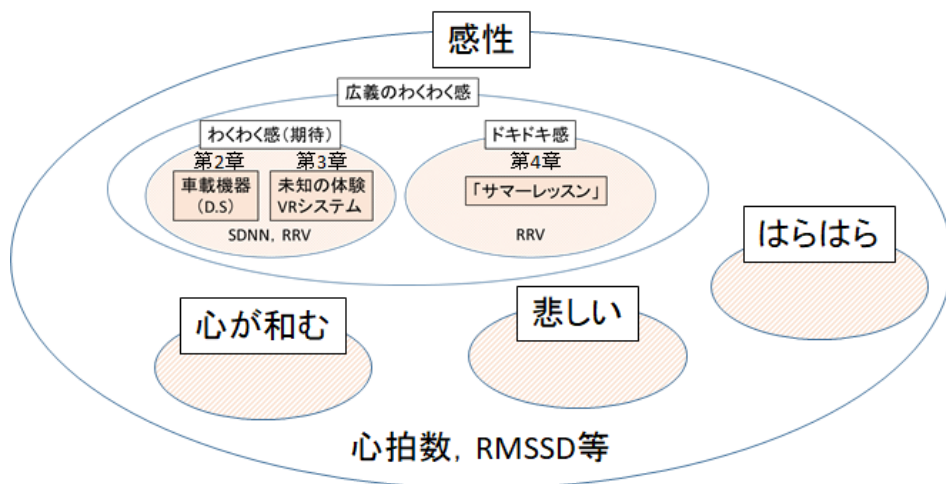 感性
広義のわくわく感
わくわく感(期待)
ドキドキ感
第2章
第3章
第4章
車載機器
(D.S)
未知の体験
VRシステム
「サマーレッスン」
SDNN, RRV
RRV
はらはら
心が和む
悲しい
心拍数, RMSSD等